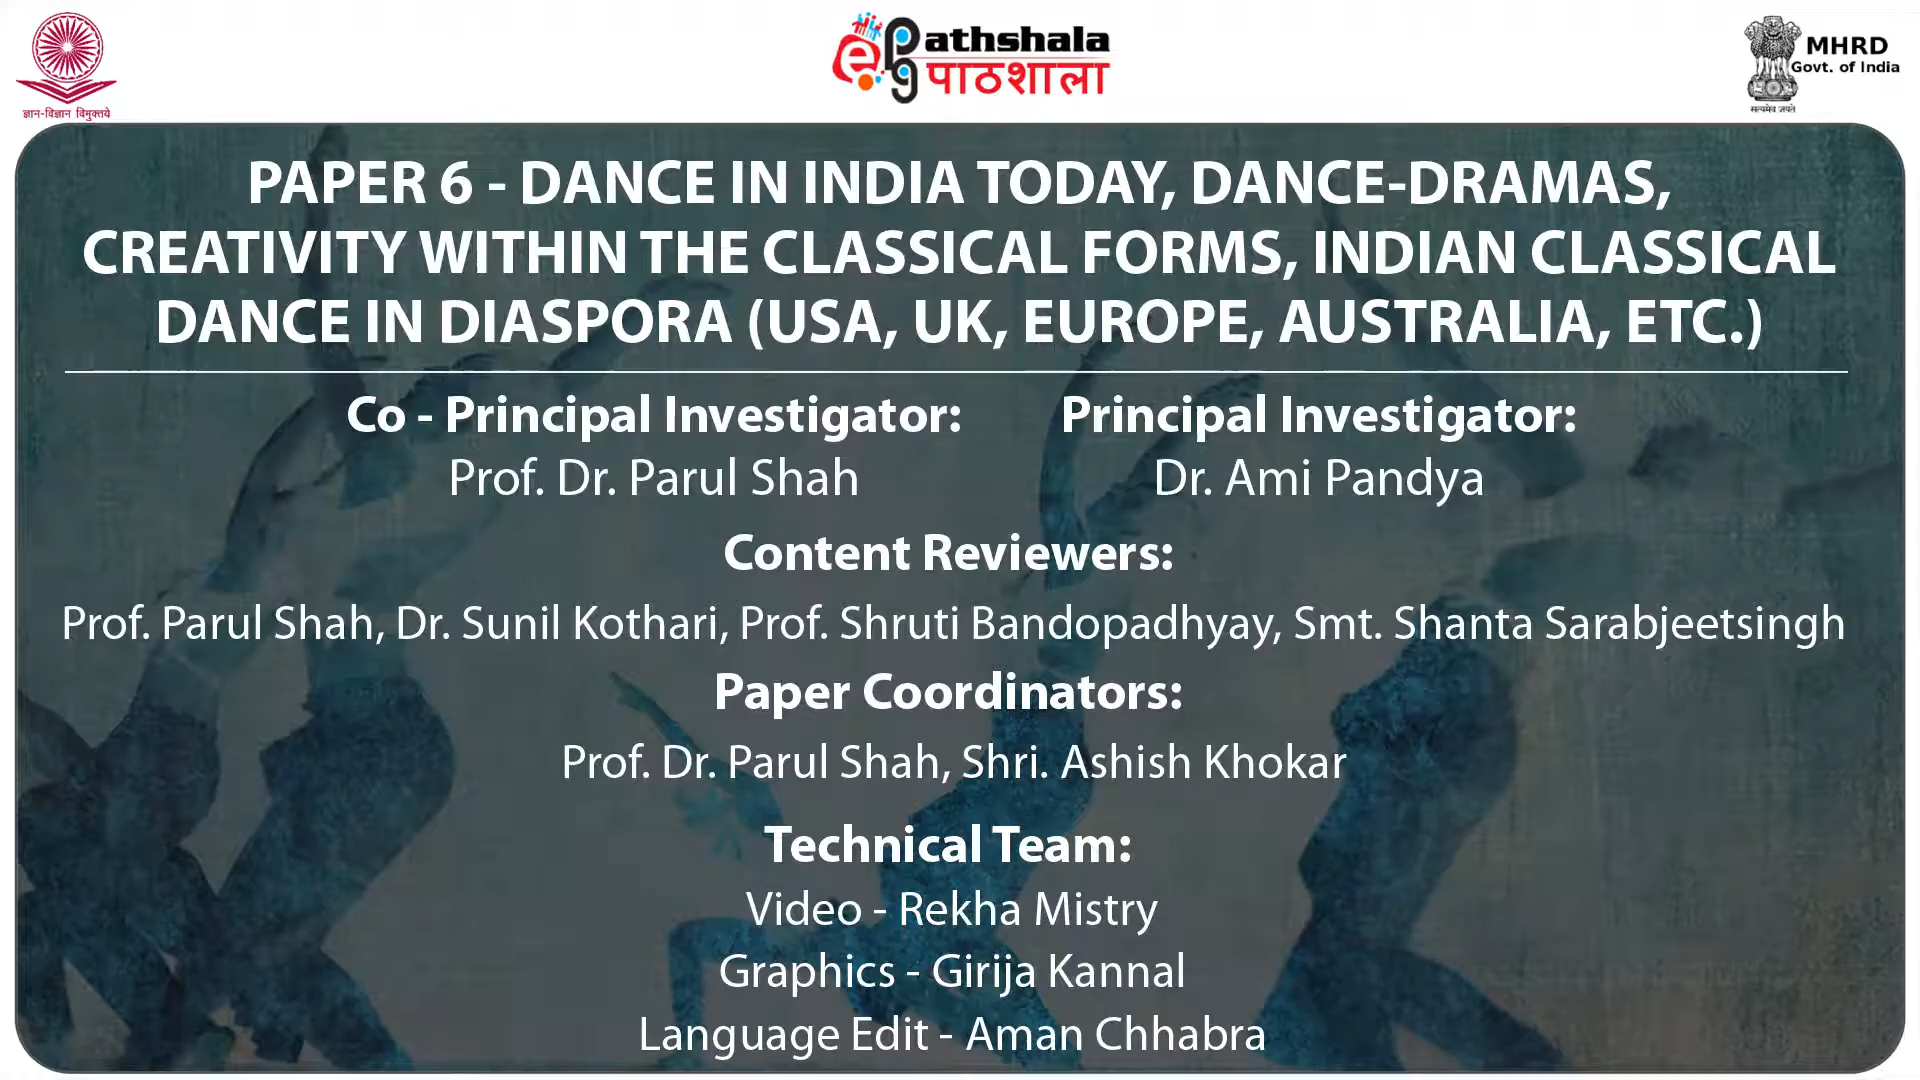 ज्ञान-विज्ञान विमुक्तये
ePG Pathshala
पाठशाला
MHRD
Govt. of India
सत्यमेव जयते
PAPER 6 - DANCE IN INDIA TODAY, DANCE-DRAMAS,
CREATIVITY WITHIN THE CLASSICAL FORMS, INDIAN CLASSICAL
DANCE IN DIASPORA (USA, UK, EUROPE, AUSTRALIA, ETC.)
Co - Principal Investigator: Principal Investigator:
Prof. Dr. Parul Shah Dr. Ami Pandya
Content Reviewers:
Prof. Parul Shah, Dr. Sunil Kothari, Prof. Shruti Bandopadhyay, Smt. Shanta Sarabjeetsingh
Paper Coordinators:
Prof. Dr. Parul Shah, Shri. Ashish Khokar
Technical Team:
Video - Rekha Mistry
Graphics - Girija Kannal
Language Edit - Aman Chhabra